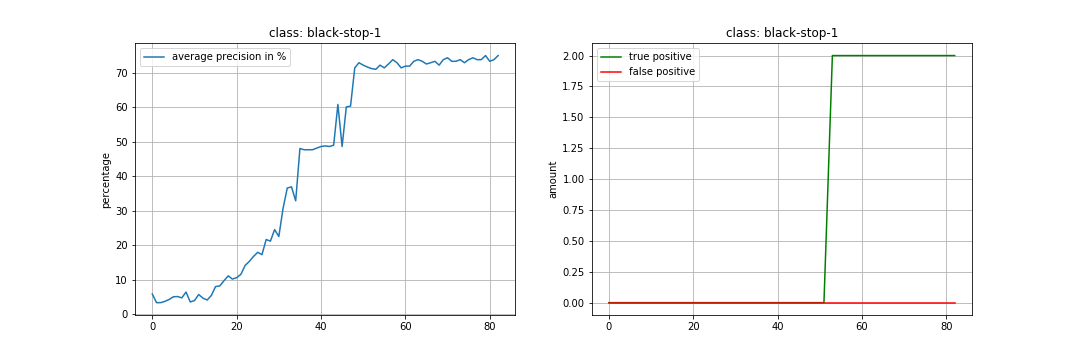 class: black-stop-1
average precision in %
percentage
70
60
50
40
30
20
10
0
0 20 40 60 80
class: black-stop-1
true positive
false positive
amount
2.00
1.75
1.50
1.25
1.00
0.75
0.50
0.25
0.00
0 20 40 60 80